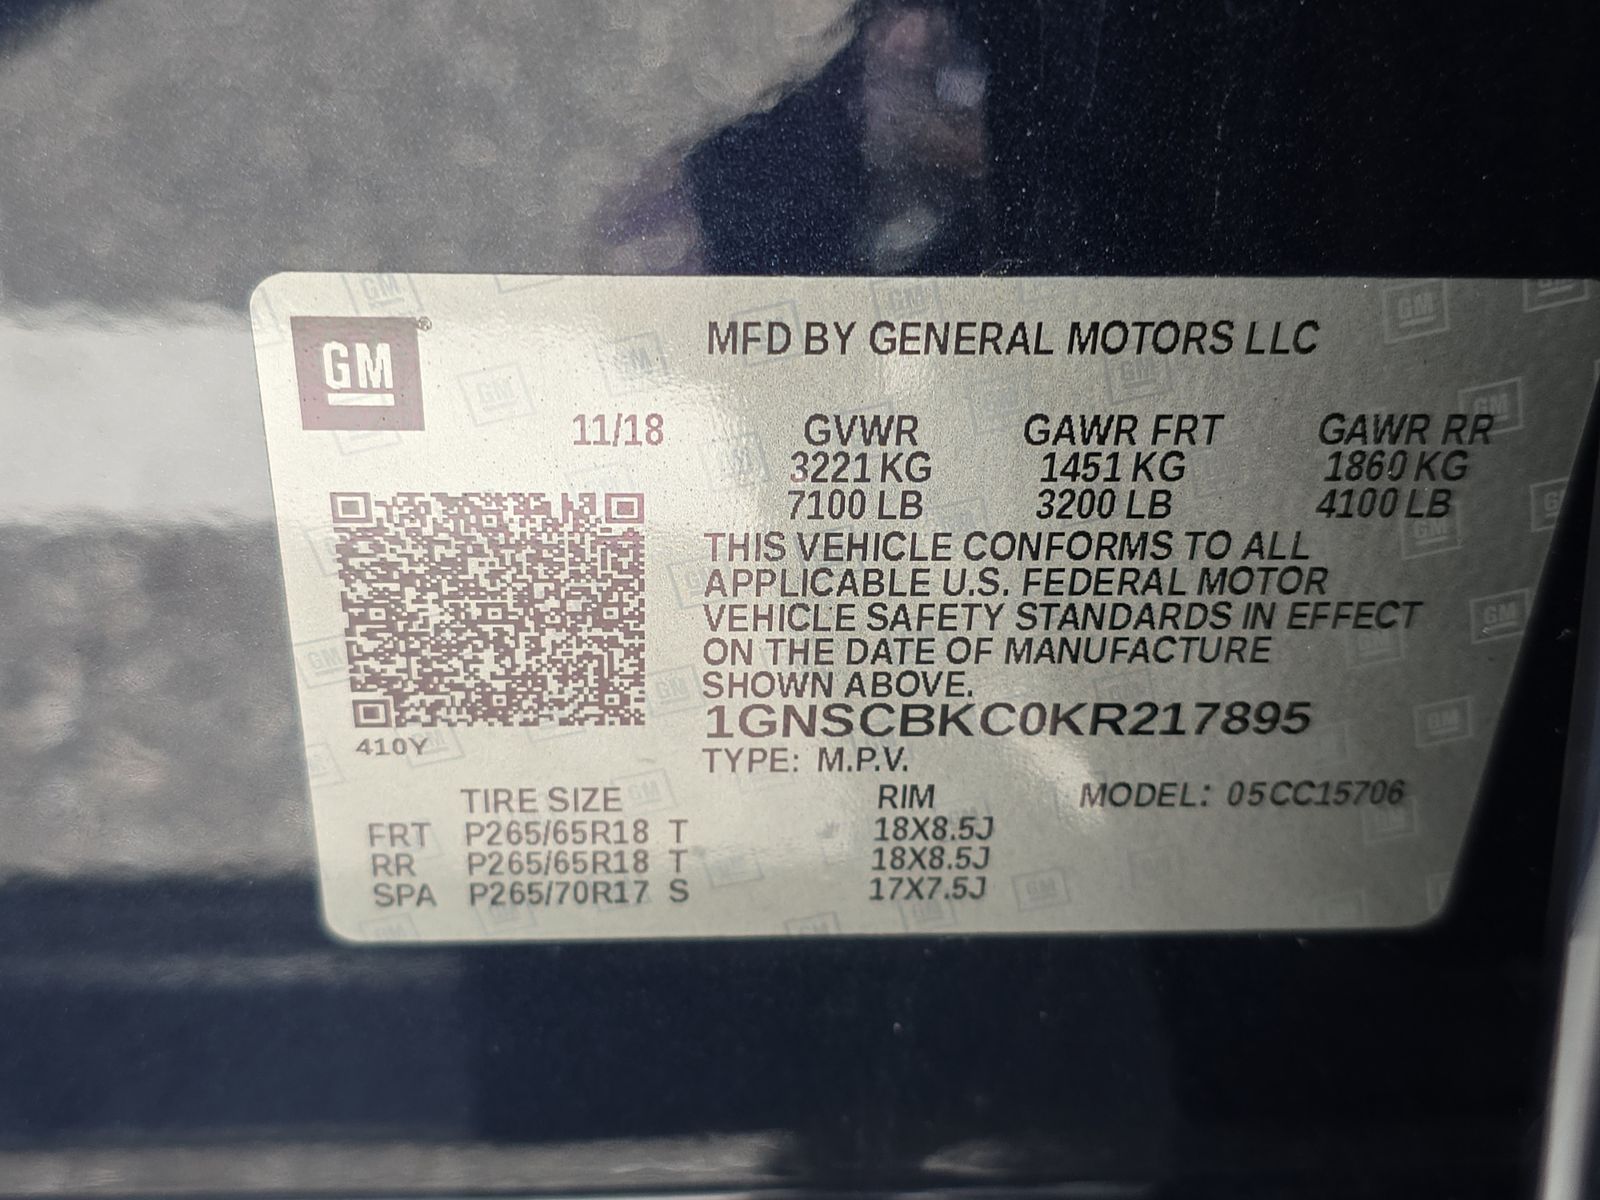 GM
MFD BY GENERAL MOTORS LLC
11/18
GVWR GAWR FRT GAWR RR
3221 KG 1451 KG 1860 KG
7100 LB 3200 LB 4100 LB
THIS VEHICLE CONFORMS TO ALL
APPLICABLE U.S. FEDERAL MOTOR
VEHICLE SAFETY STANDARDS IN EFFECT
ON THE DATE OF MANUFACTURE
SHOWN ABOVE.
1GNSCBKC0KR217895
410Y
TYPE: M.P.V.
TIRE SIZE RIM MODEL: 05CC15706
FRT P265/65R18 T 18X8.5J
RR P265/65R18 T 18X8.5J
SPA P265/70R17 S 17X7.5J